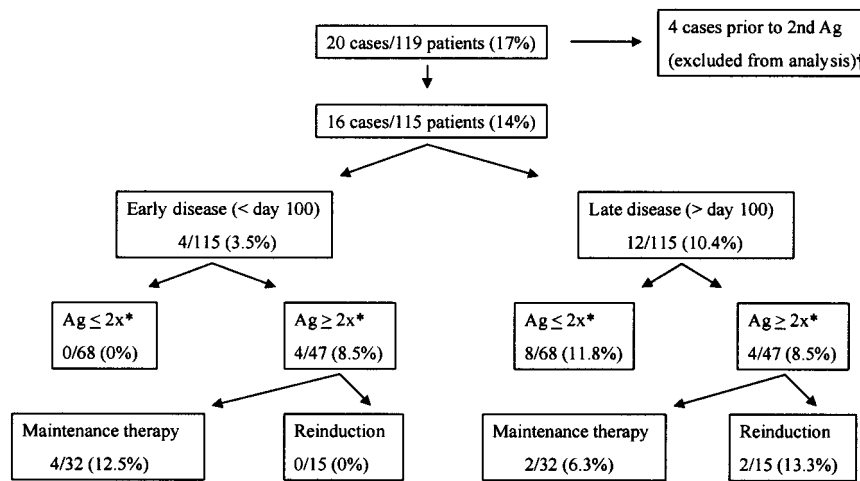 20 cases/119 patients (17%)
4 cases prior to 2nd Ag
(excluded from analysis)†
16 cases/115 patients (14%)
Early disease (< day 100)
4/115 (3.5%)
Late disease (> day 100)
12/115 (10.4%)
Ag ≤ 2x*
0/68 (0%)
Ag ≥ 2x*
4/47 (8.5%)
Ag ≤ 2x*
8/68 (11.8%)
Ag ≥ 2x*
4/47 (8.5%)
Maintenance therapy
4/32 (12.5%)
Reinduction
0/15 (0%)
Maintenance therapy
2/32 (6.3%)
Reinduction
2/15 (13.3%)